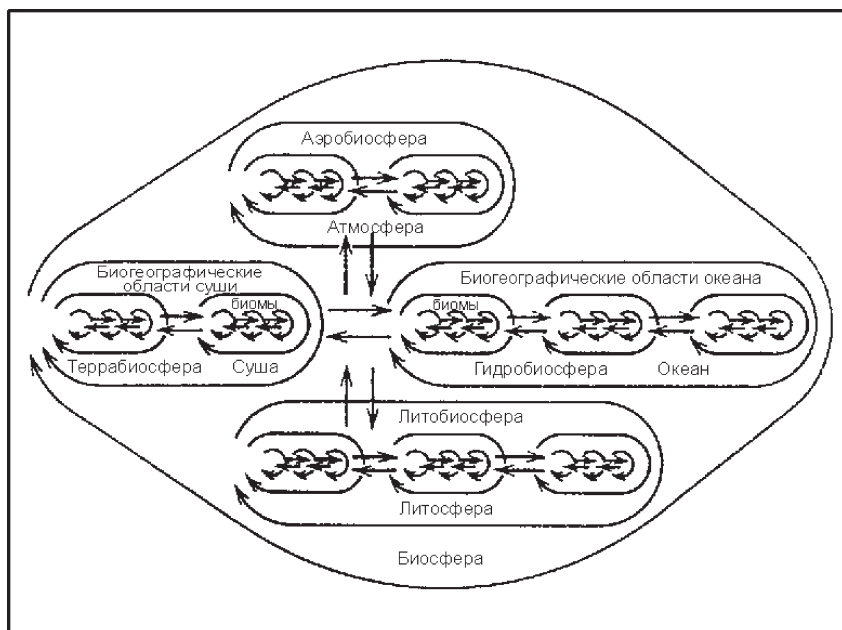 Аэробиосфера
Атмосфера
Биогеографические
области суши
биомы
Террабиосфера
Суша
Биогеографические области океана
биомы
Гидробиосфера
Океан
Литобиосфера
Литосфера
Биосфера